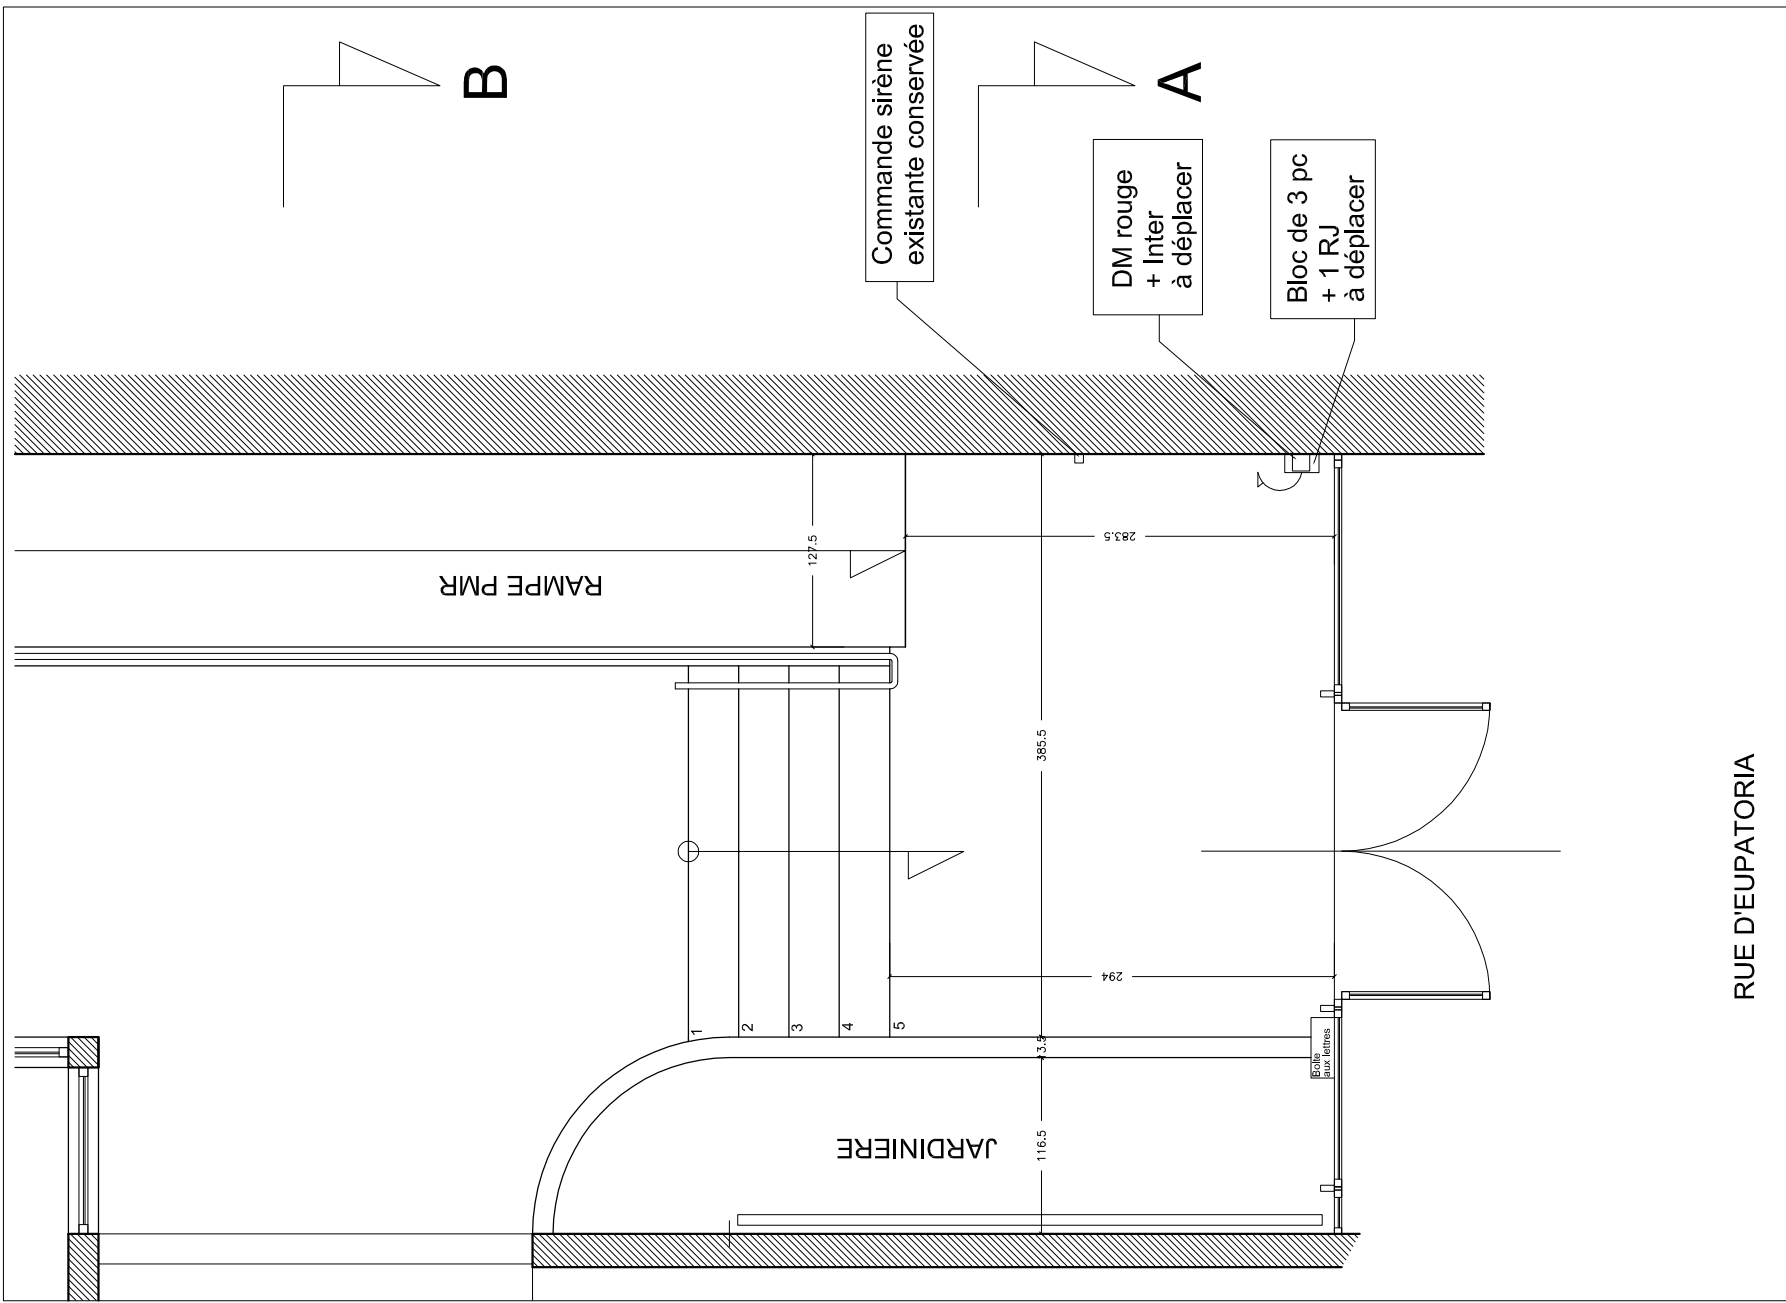 B
A
Commande sirène
existante conservée
DM rouge
+ Inter
à déplacer
Bloc de 3 pc
+ 1 RJ
à déplacer
RAMPE PMR
127.5
283.5
385.5
294
1
2
3
4
5
13.5
116.5
JARDINIERE
Boîte
aux lettres
RUE D'EUPATORIA